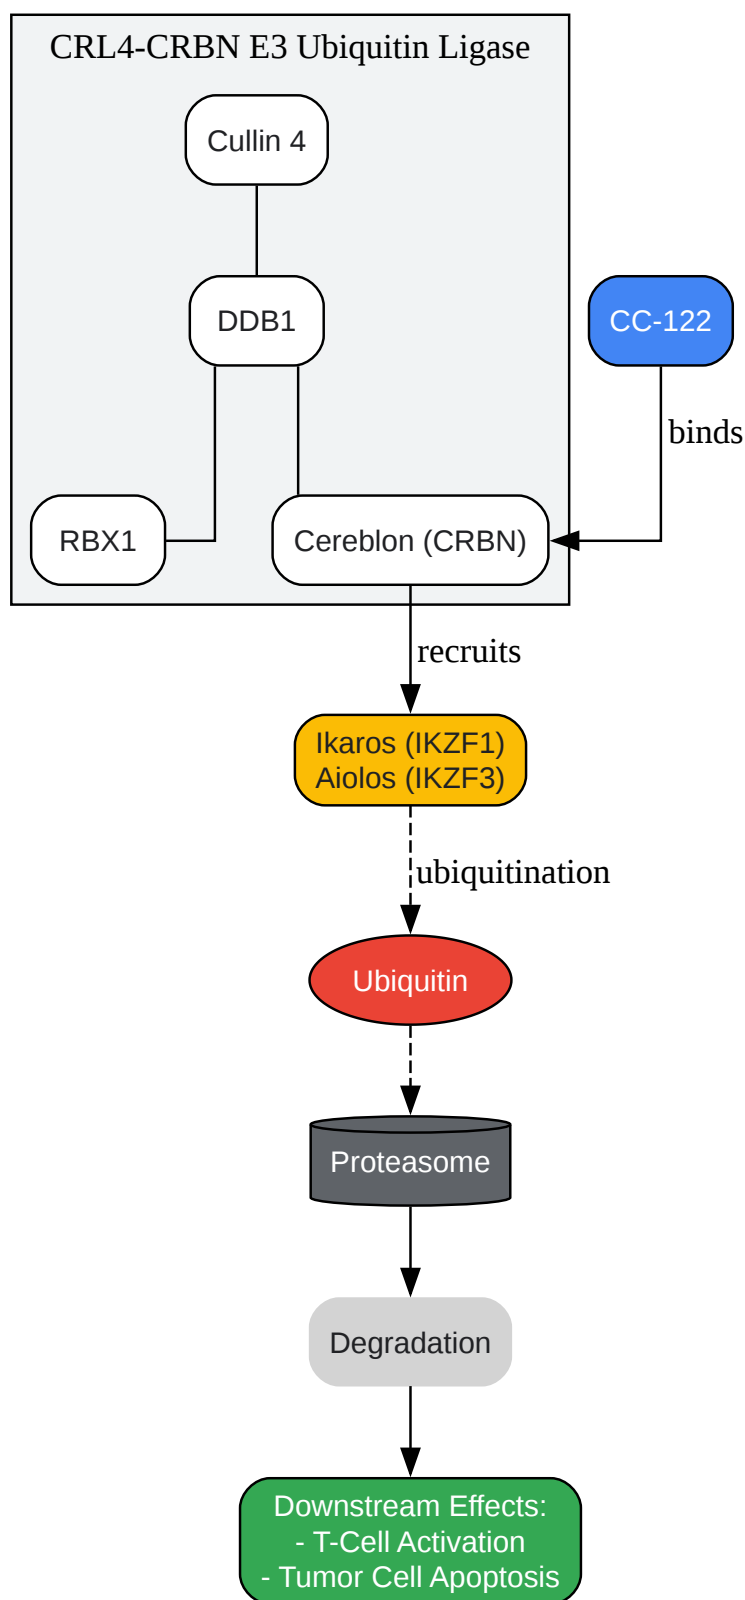 CRL4-CRBN E3 Ubiquitin Ligase
Cullin 4
DDB1
CC-122
binds
RBX1
Cereblon (CRBN)
recruits
Ikaros (IKZF1)
Aiolos (IKZF3)
ubiquitination
Ubiquitin
Proteasome
Degradation
Downstream Effects:
- T-Cell Activation
- Tumor Cell Apoptosis